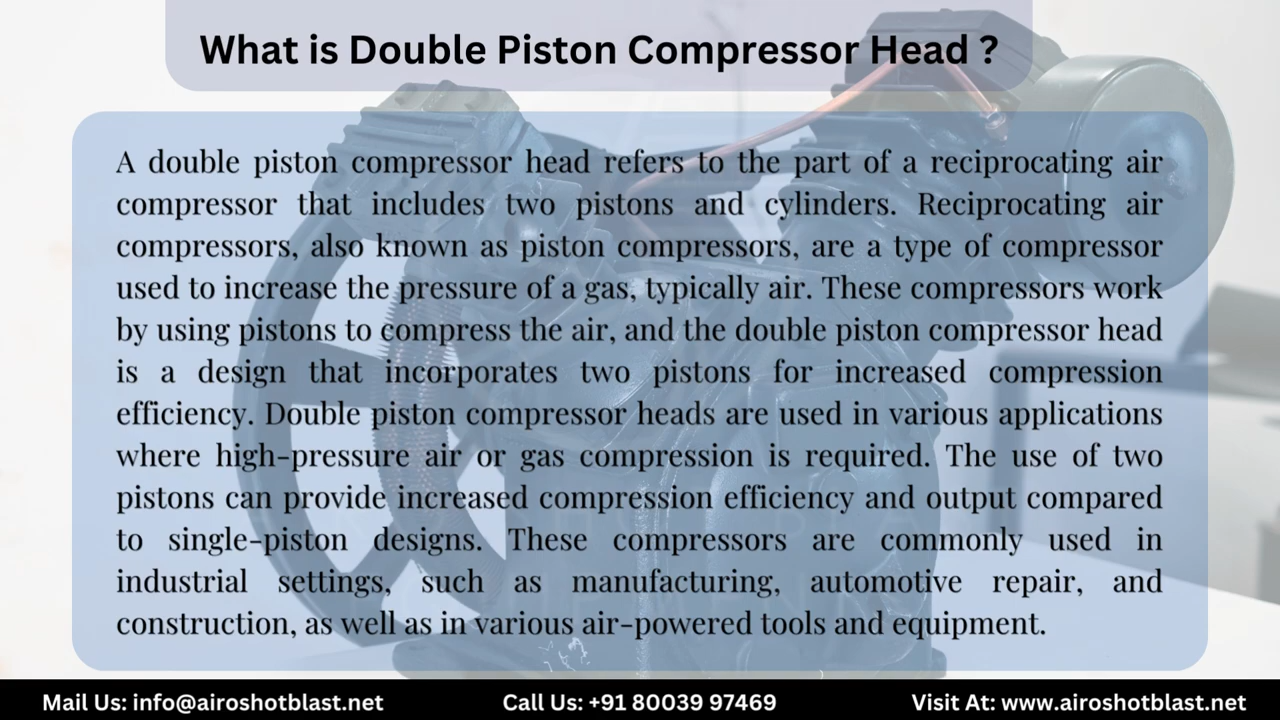 What is Double Piston Compressor Head ?
A double piston compressor head refers to the part of a reciprocating air
compressor that includes two pistons and cylinders. Reciprocating air
compressors, also known as piston compressors, are a type of compressor
used to increase the pressure of a gas, typically air. These compressors work
by using pistons to compress the air, and the double piston compressor head
is a design that incorporates two pistons for increased compression
efficiency. Double piston compressor heads are used in various applications
where high-pressure air or gas compression is required. The use of two
pistons can provide increased compression efficiency and output compared
to single-piston designs. These compressors are commonly used in
industrial settings, such as manufacturing, automotive repair, and
construction, as well as in various air-powered tools and equipment.
Mail Us: info@airoshotblast.net Call Us: +91 80039 97469 Visit At: www.airoshotblast.net